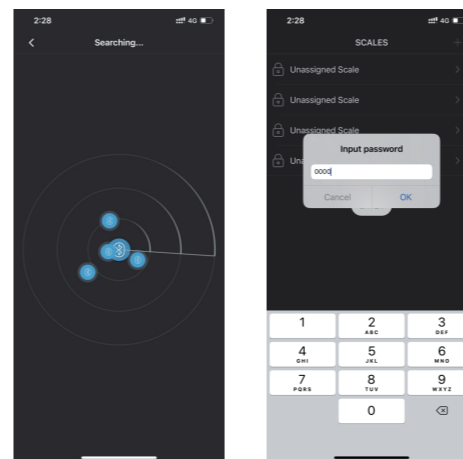 2:28
4G
Searching...
2:28
4G
SCALES
+
Unassigned Scale
Unassigned Scale
Unassigned Scale
Una
Input password
0000
Cancel
OK
1
2
ABC
3
DEF
4
GHI
5
JKL
6
MNO
7
PQRS
8
TUV
9
WXYZ
0